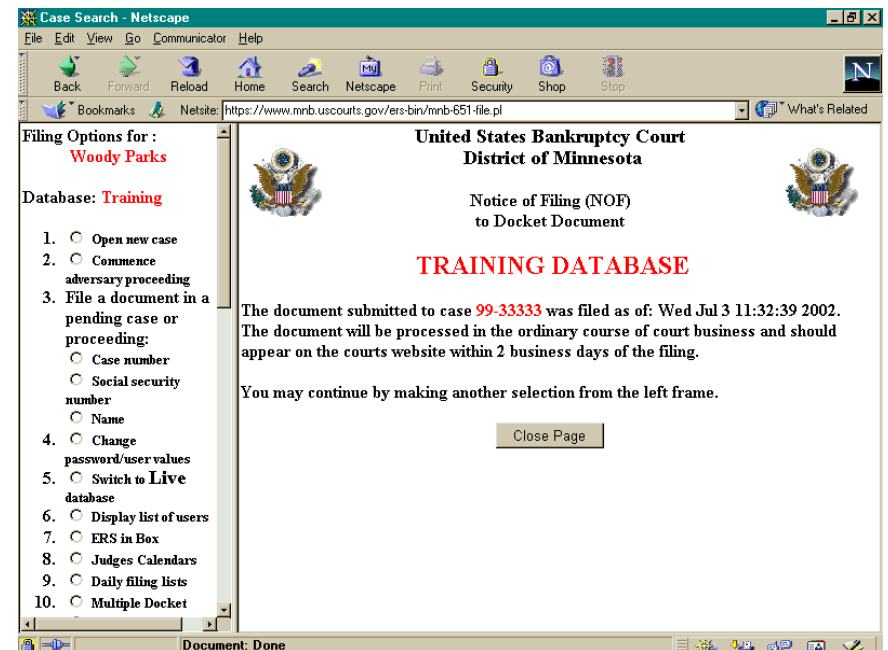 Case Search - Netscape
File Edit View Go Communicator Help
Back Forward Reload Home Search Netscape Print Security Shop Stop
My
N
Bookmarks Netsite: https://www.mnb.uscourts.gov/ers-bin/mnb-651-file.pl What's Related
Filing Options for :
Woody Parks
Database: Training
1. Open new case
2. Commence
adversary proceeding
3. File a document in a
pending case or
proceeding:
Case number
Social security
number
Name
4. Change
password/user values
5. Switch to Live
database
6. Display list of users
7. ERS in Box
8. Judges Calendars
9. Daily filing lists
10. Multiple Docket
United States Bankruptcy Court
District of Minnesota
Notice of Filing (NOF)
to Docket Document
TRAINING DATABASE
The document submitted to case 99-33333 was filed as of: Wed Jul 3 11:32:39 2002.
The document will be processed in the ordinary course of court business and should
appear on the courts website within 2 business days of the filing.
You may continue by making another selection from the left frame.
Close Page
Document: Done